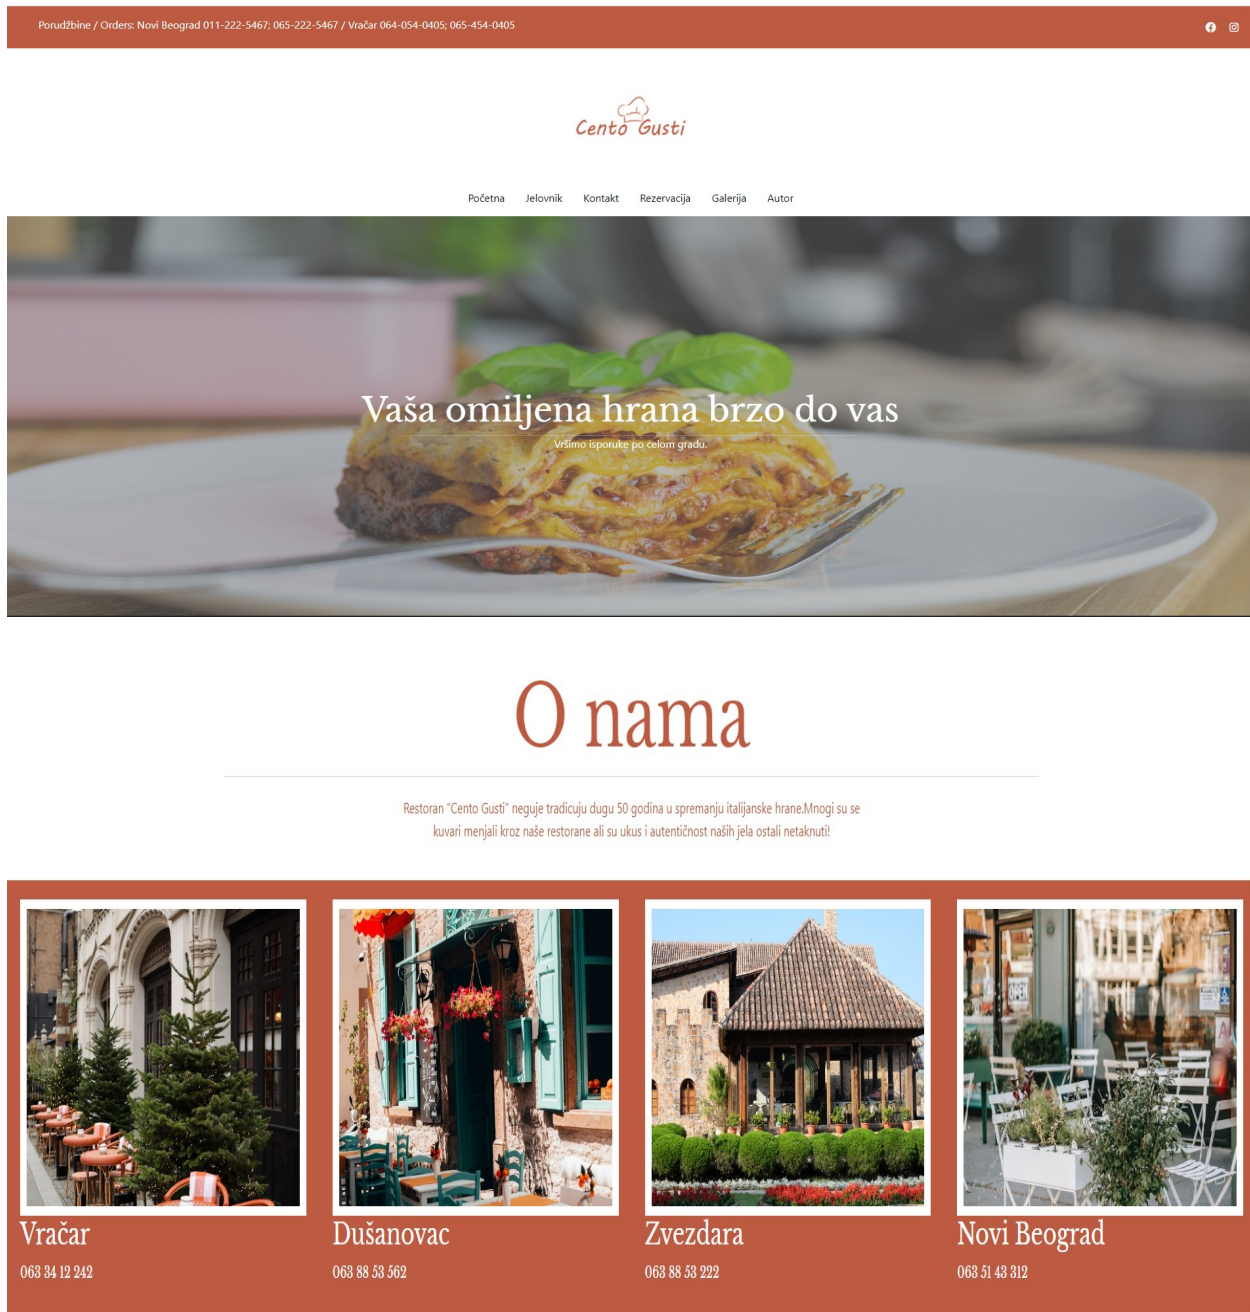 Porudžbine / Orders: Novi Beograd 011-222-5467; 065-222-5467 / Vračar 064-054-0405; 065-454-0405
Cento Gusti
Početna Jelovnik Kontakt Rezervacija Galerija Autor
Vaša omiljena hrana brzo do vas
Vršimo isporuke po celom gradu.
O nama
Restoran "Cento Gusti" neguje tradicuju dugu 50 godina u spremanju italijanske hrane.Mnogi su se
kuvari menjali kroz naše restorane ali su ukus i autentičnost naših jela ostali netaknuti!
OPEN
A
Vračar Dušanovac Zvezdara Novi Beograd
063 34 12 242 063 88 53 562 063 88 53 222 063 51 43 312